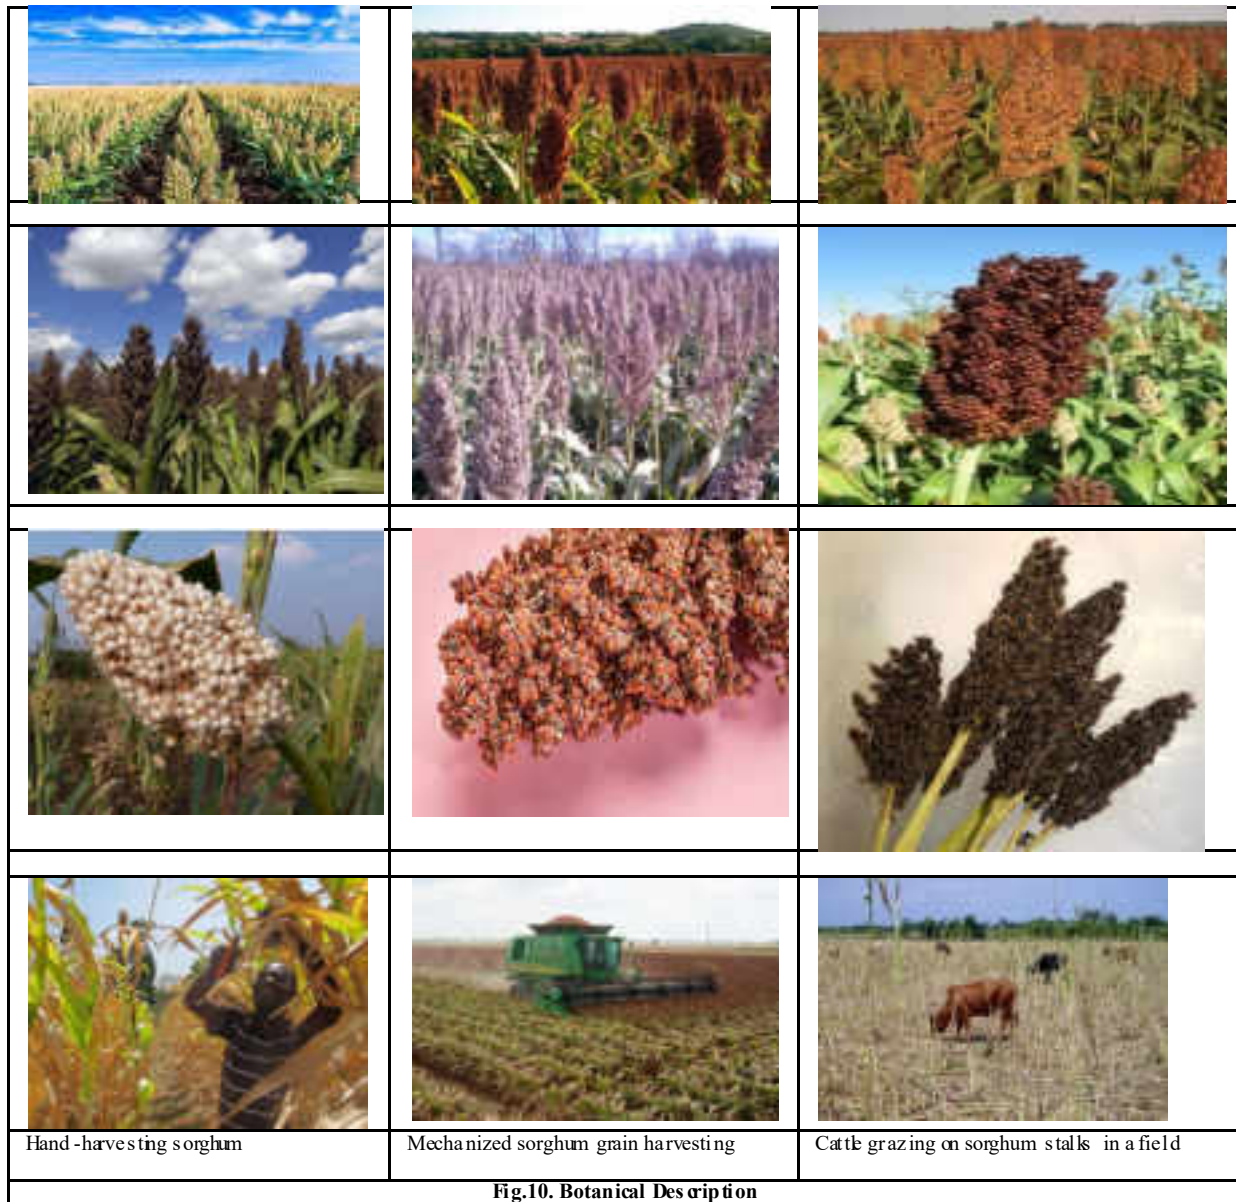 Hand-harvesting sorghum
Mechanized sorghum grain harvesting
Cattle grazing on sorghum stalks in a field
Fig.10. Botanical Description